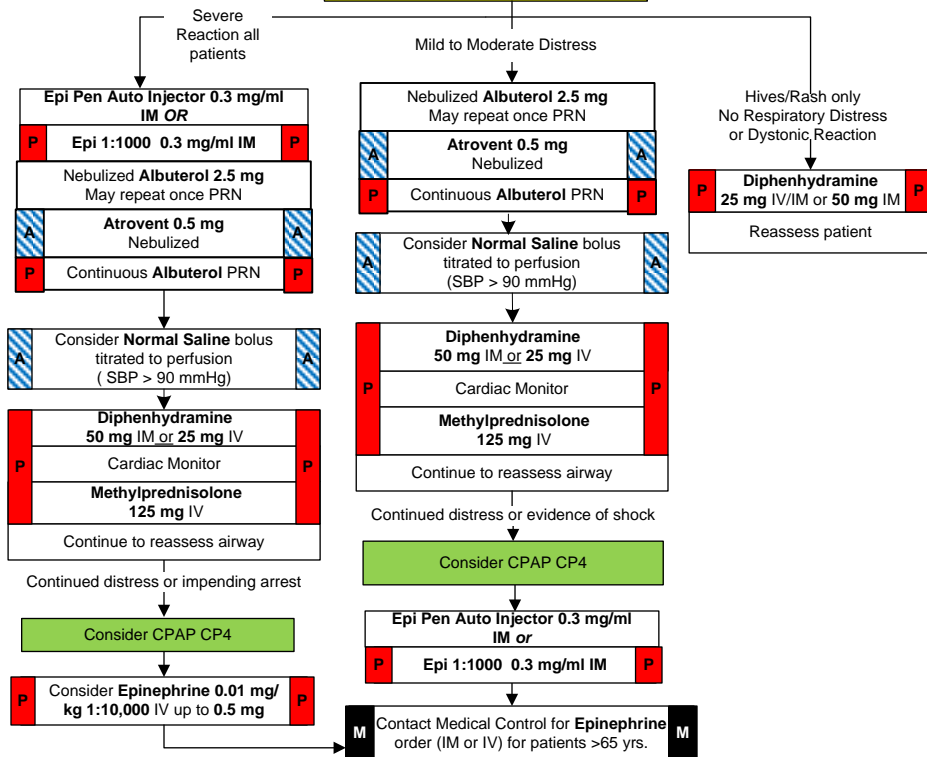 Severe
Reaction all
patients
Epi Pen Auto Injector 0.3 mg/ml
IM OR
P Epi 1:1000 0.3 mg/ml IM P
Nebulized Albuterol 2.5 mg
May repeat once PRN
Atrovent 0.5 mg
A Nebulized A
P Continuous Albuterol PRN P
Consider Normal Saline bolus
A titrated to perfusion A
( SBP > 90 mmHg)
Diphenhydramine
50 mg IM or 25 mg IV
P Cardiac Monitor P
Methylprednisolone
125 mg IV
Continue to reassess airway
Continued distress or impending arrest
Consider CPAP CP4
Consider Epinephrine 0.01 mg/
P kg 1:10,000 IV up to 0.5 mg P
Mild to Moderate Distress
Nebulized Albuterol 2.5 mg
May repeat once PRN
Atrovent 0.5 mg
A Nebulized A
P Continuous Albuterol PRN P
Consider Normal Saline bolus
A titrated to perfusion A
(SBP > 90 mmHg)
Diphenhydramine
50 mg IM or 25 mg IV
P Cardiac Monitor P
Methylprednisolone
125 mg IV
Continue to reassess airway
Continued distress or evidence of shock
Consider CPAP CP4
Epi Pen Auto Injector 0.3 mg/ml
IM or
P Epi 1:1000 0.3 mg/ml IM P
Contact Medical Control for Epinephrine
M order (IM or IV) for patients >65 yrs. M
Hives/Rash only
No Respiratory Distress
or Dystonic Reaction
Diphenhydramine
P 25 mg IV/IM or 50 mg IM P
Reassess patient